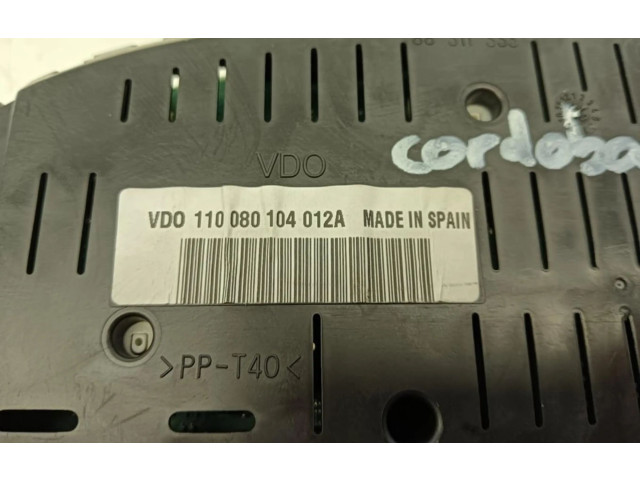 cordoba
VDO
VDO 110 080 104 012A MADE IN SPAIN
>PP-T40<